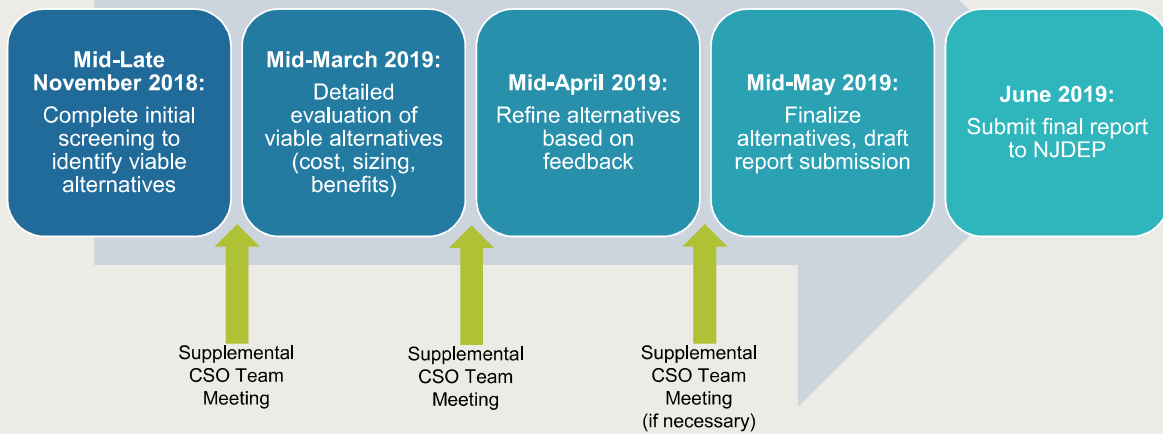 Mid-Late
November 2018:
Complete initial
screening to
identify viable
alternatives
Mid-March 2019:
Detailed
evaluation of
viable alternatives
(cost, sizing,
benefits)
Mid-April 2019:
Refine alternatives
based on
feedback
Mid-May 2019:
Finalize
alternatives, draft
report submission
June 2019:
Submit final report
to NJDEP
Supplemental
CSO Team
Meeting
Supplemental
CSO Team
Meeting
Supplemental
CSO Team
Meeting
(if necessary)